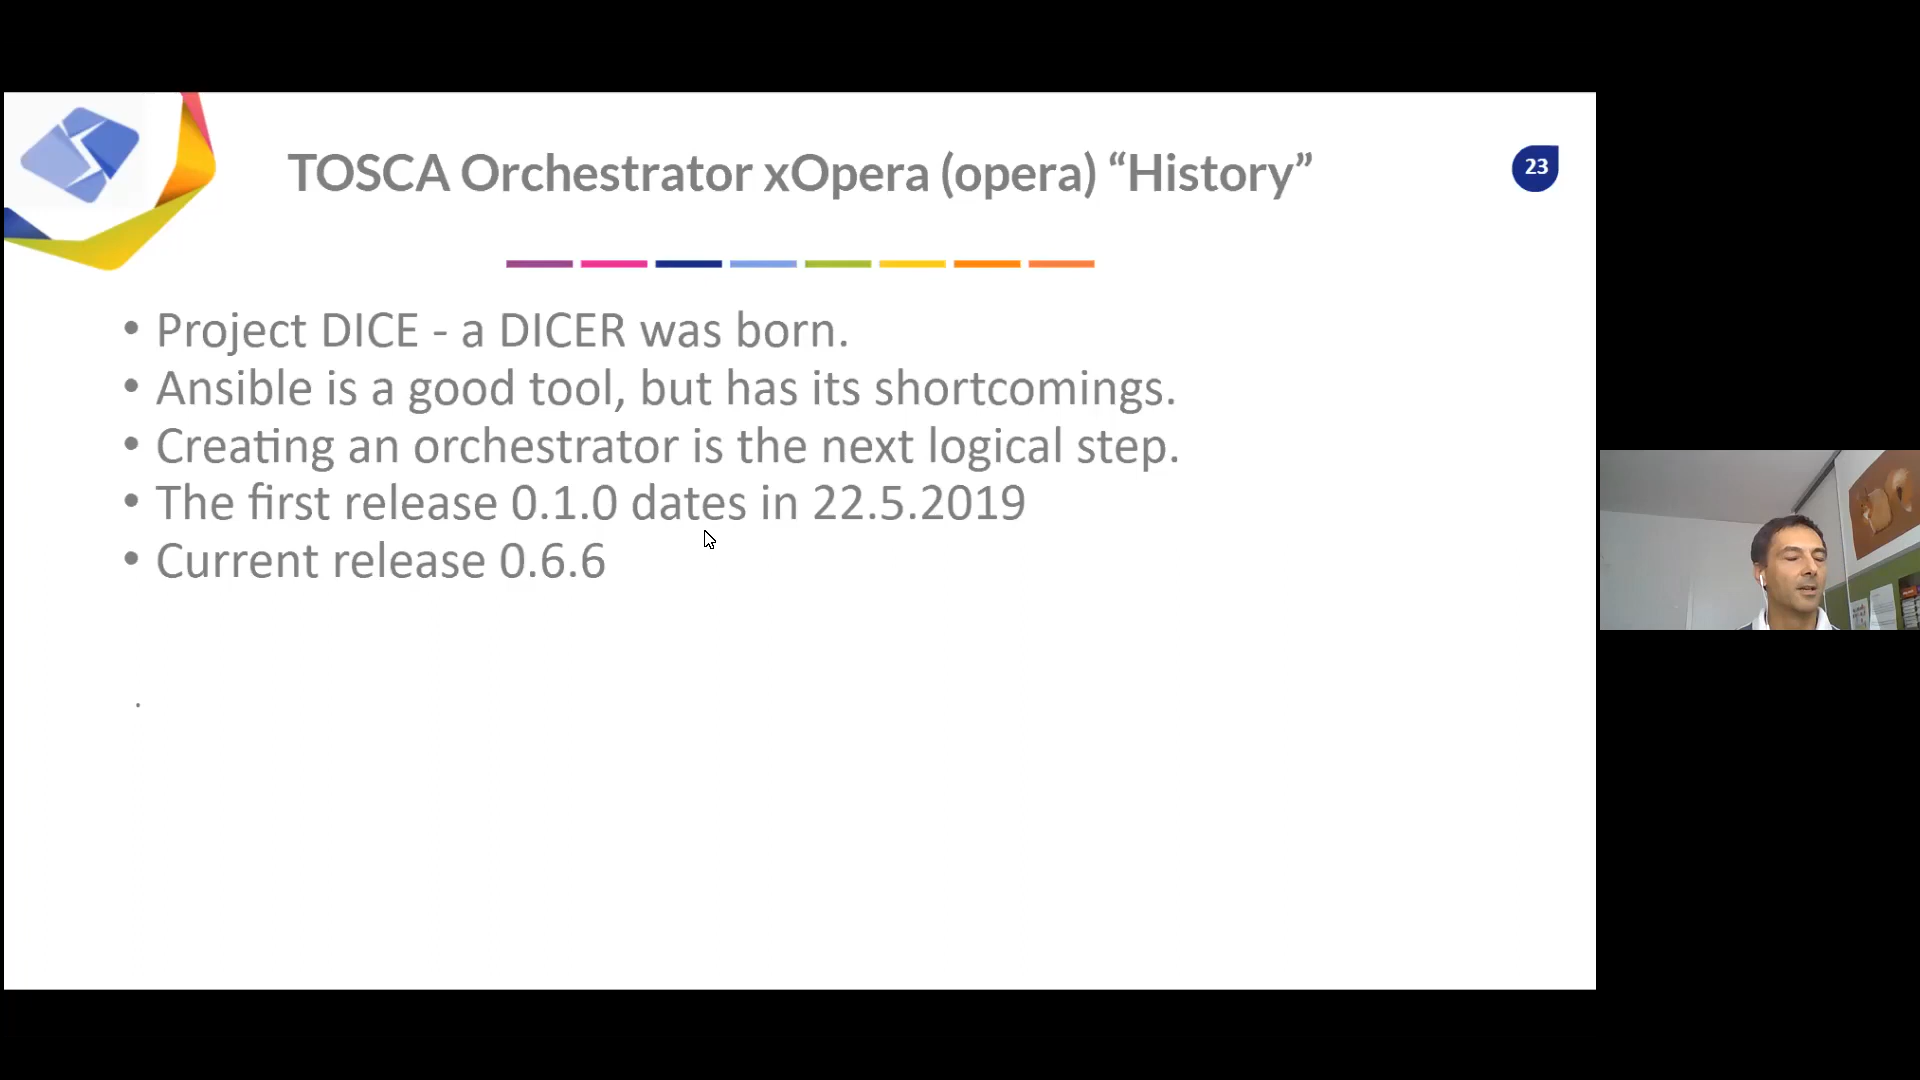 TOSCA Orchestrator xOpera (opera) “History”
23
• Project DICE - a DICER was born.
• Ansible is a good tool, but has its shortcomings.
• Creating an orchestrator is the next logical step.
• The first release 0.1.0 dates in 22.5.2019
• Current release 0.6.6